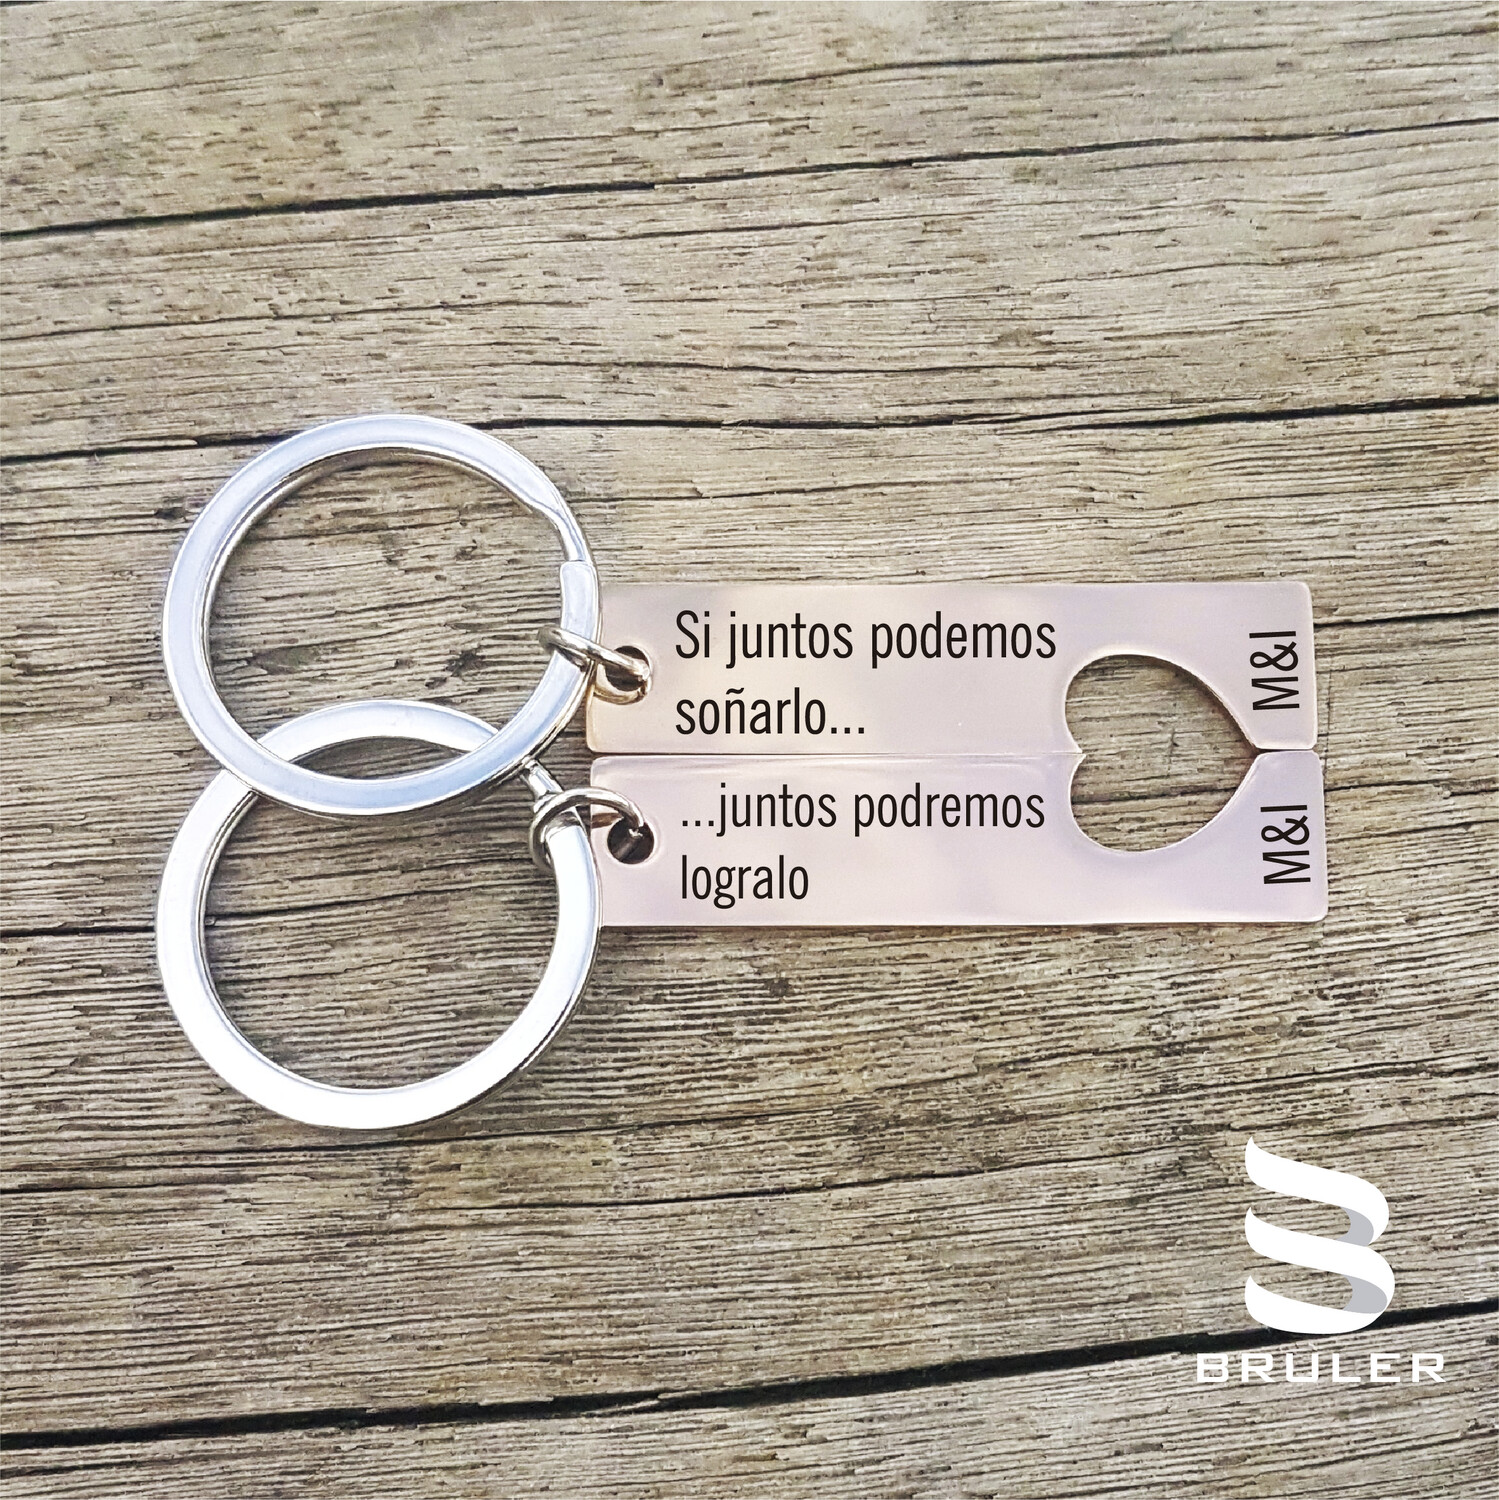 Si juntos podemos
soñarlo...
M&I
...juntos podremos
logralo
M&I
BRULER